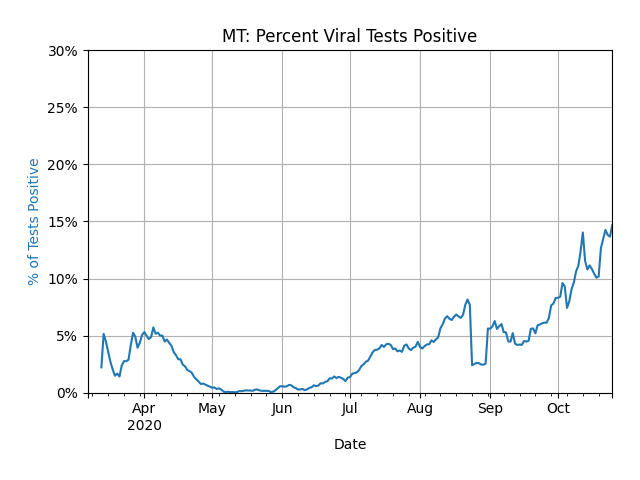 MT: Percent Viral Tests Positive
30%
25%
20%
15%
10%
5%
0%
% of Tests Positive
Apr May Jun Jul Aug Sep Oct
2020
Date